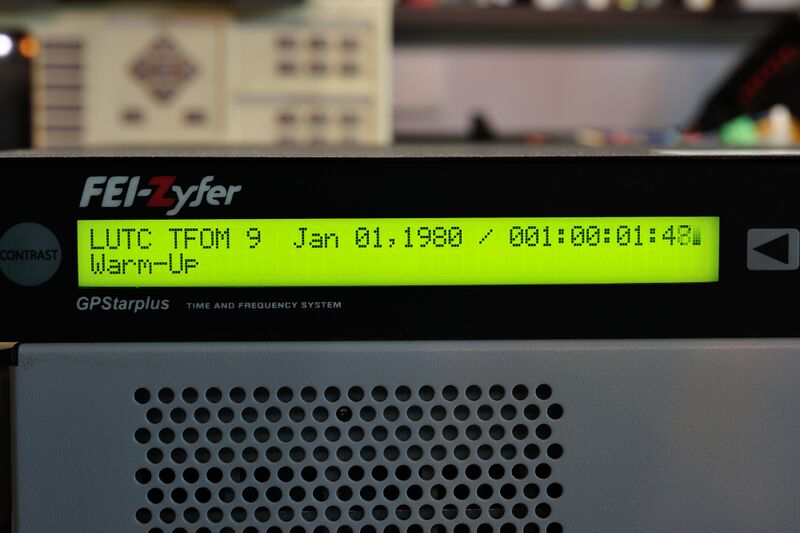 FEI-Zyfer
CONTRAST
LUTC TFOM 9 Jan 01,1980 / 001:00:01:48
Warm-Up
GPStarplus TIME AND FREQUENCY SYSTEM